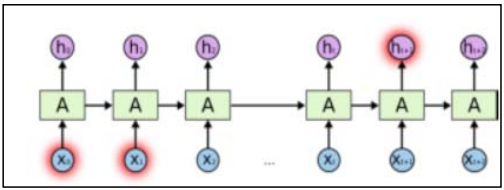 h₀ h₁ h₂ hₜ hₜ₊₁ hₜ₊₂
A A A A A A
x₀ x₁ x₂ ... xₜ xₜ₊₁ xₜ₊₂